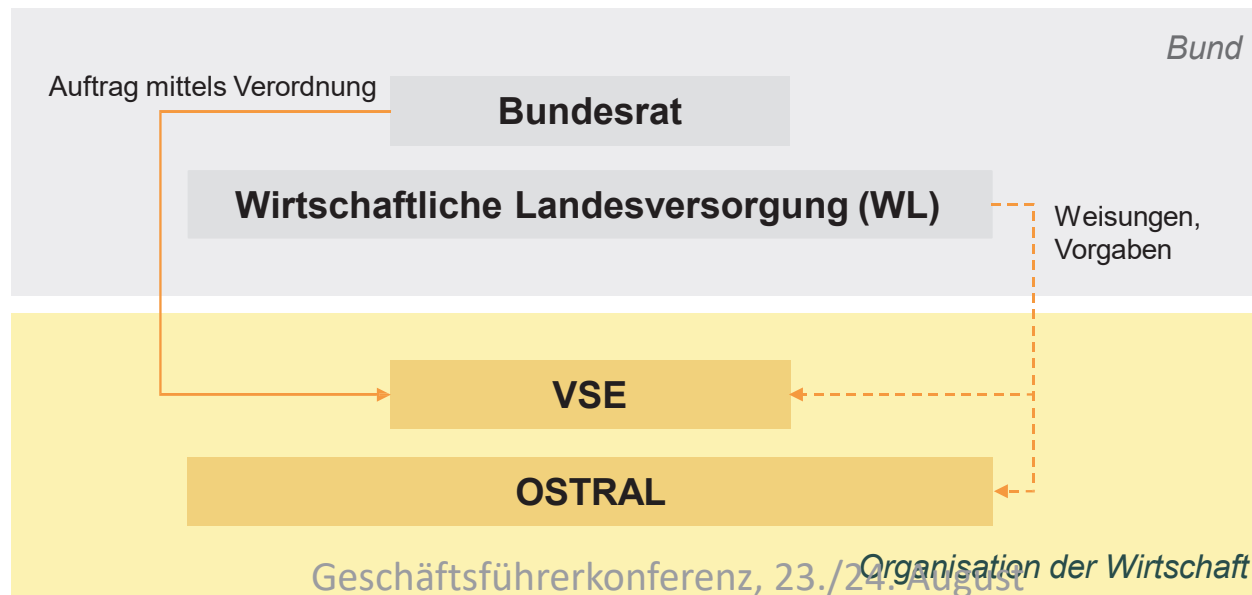 Bund
Auftrag mittels Verordnung
Bundesrat
Wirtschaftliche Landesversorgung (WL)
Weisungen,
Vorgaben
VSE
OSTRAL
Organisation der Wirtschaft
Geschäftsführerkonferenz, 23./24. August